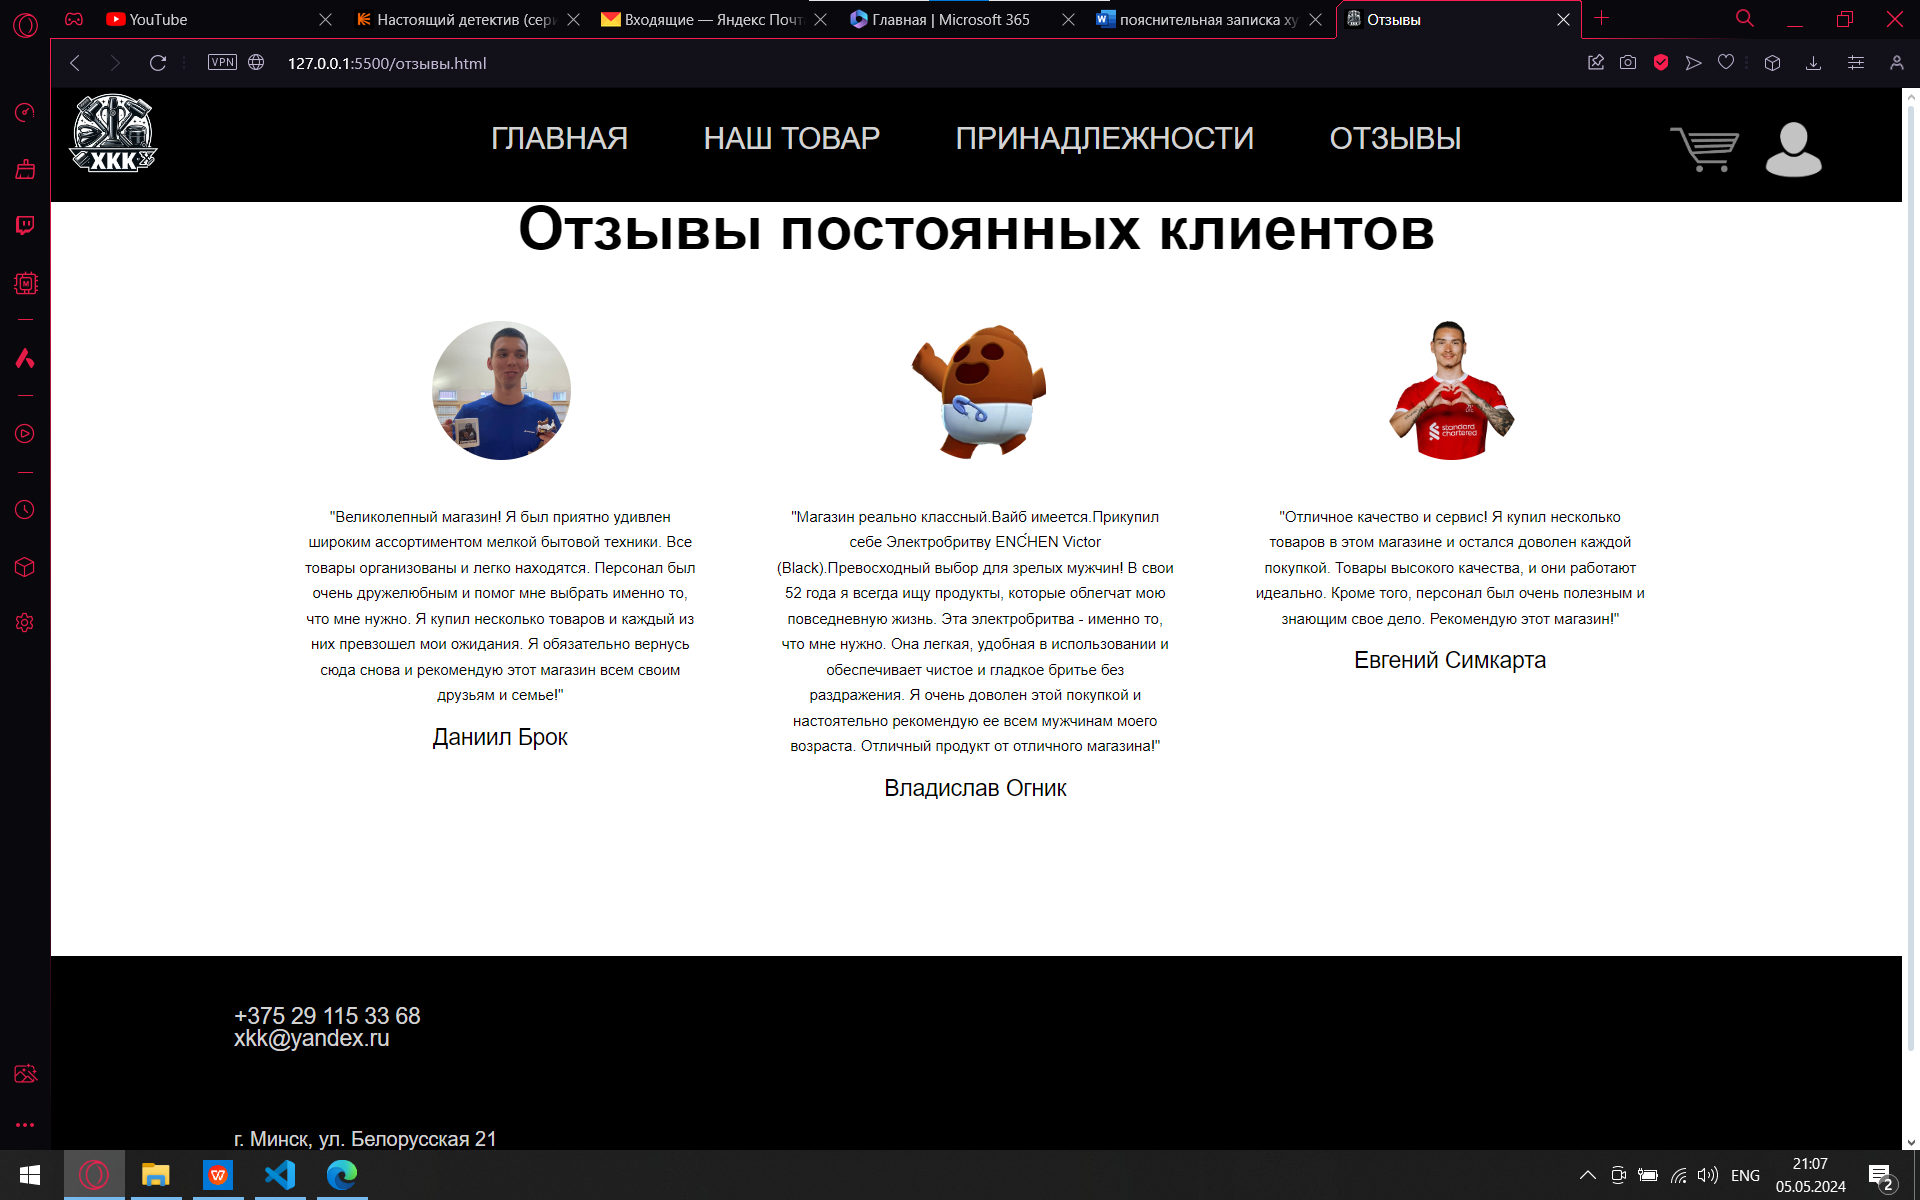 YouTube
Настоящий детектив (сери
Входящие — Яндекс Почт
Главная | Microsoft 365
пояснительная записка ху
Отзывы
VPN
127.0.0.1:5500/отзывы.html
ХКК
ГЛАВНАЯ
НАШ ТОВАР
ПРИНАДЛЕЖНОСТИ
ОТЗЫВЫ
Отзывы постоянных клиентов
standard
chartered
"Великолепный магазин! Я был приятно удивлен
широким ассортиментом мелкой бытовой техники. Все
товары организованы и легко находятся. Персонал был
очень дружелюбным и помог мне выбрать именно то,
что мне нужно. Я купил несколько товаров и каждый из
них превзошел мои ожидания. Я обязательно вернусь
сюда снова и рекомендую этот магазин всем своим
друзьям и семье!"
Даниил Брок
"Магазин реально классный.Вайб имеется.Прикупил
себе Электробритву ENCHEN Victor
(Black).Превосходный выбор для зрелых мужчин! В свои
52 года я всегда ищу продукты, которые облегчат мою
повседневную жизнь. Эта электробритва - именно то,
что мне нужно. Она легкая, удобная в использовании и
обеспечивает чистое и гладкое бритье без
раздражения. Я очень доволен этой покупкой и
настоятельно рекомендую ее всем мужчинам моего
возраста. Отличный продукт от отличного магазина!"
Владислав Огник
"Отличное качество и сервис! Я купил несколько
товаров в этом магазине и остался доволен каждой
покупкой. Товары высокого качества, и они работают
идеально. Кроме того, персонал был очень полезным и
знающим свое дело. Рекомендую этот магазин!"
Евгений Симкарта
+375 29 115 33 68
xkk@yandex.ru
г. Минск, ул. Белорусская 21
ENG
21:07
05.05.2024
2